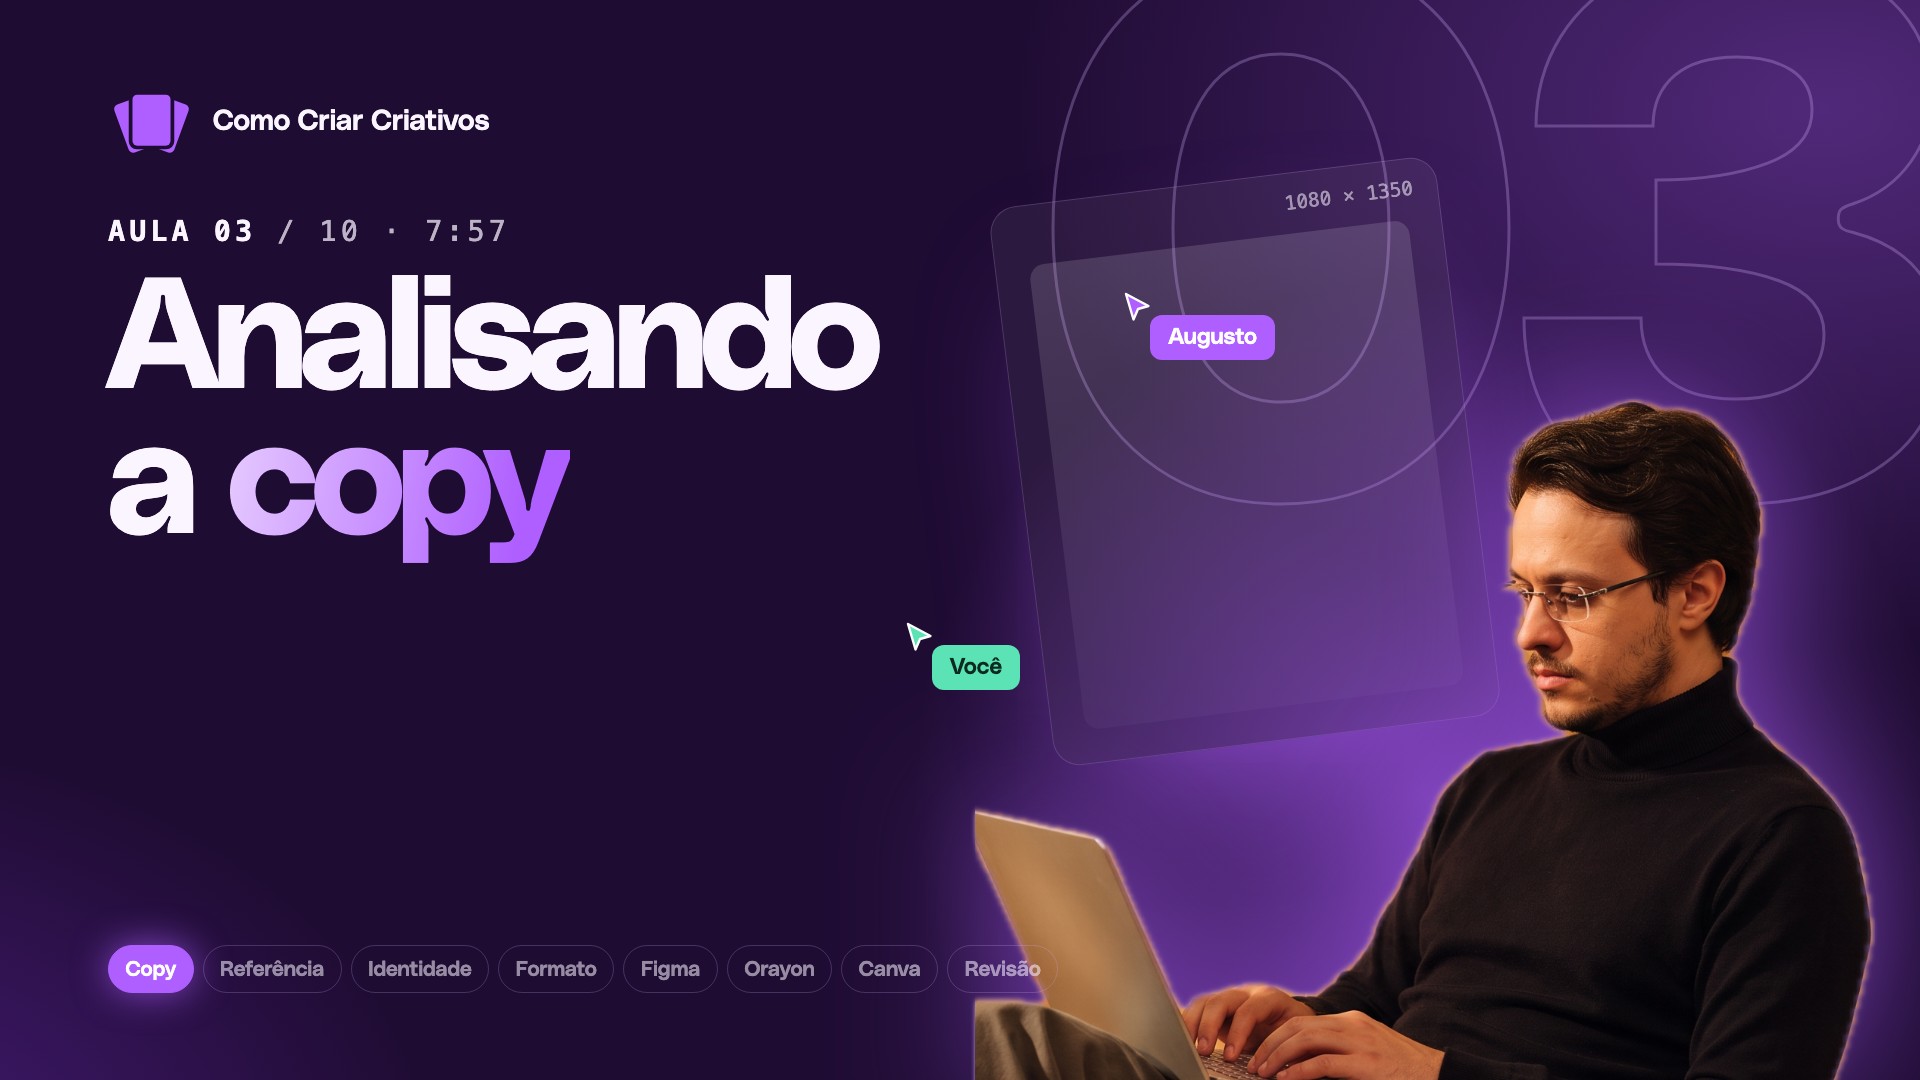 Como Criar Criativos
AULA 03 / 10 · 7:57
Analisando
a copy
03
1080 × 1350
Augusto
Você
Copy
Referência
Identidade
Formato
Figma
Orayon
Canva
Revisão